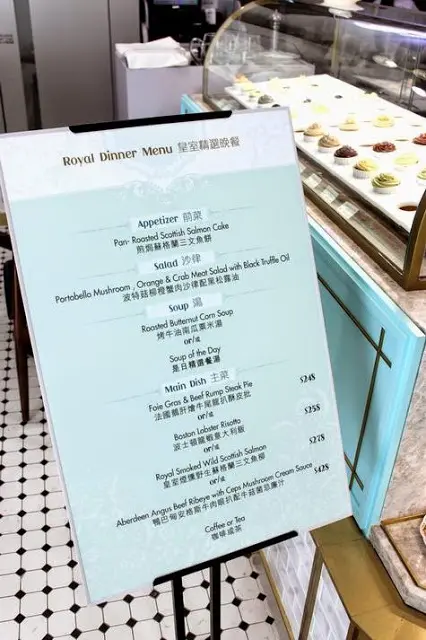 Royal Dinner Menu 皇室精選晚餐
Appetizer 前菜
Pan- Roasted Scottish Salmon Cake
煎焗蘇格蘭三文魚餅
Salad 沙律
Portobello Mushroom , Orange & Crab Meat Salad with Black Truffle Oil
波特菇柳橙蟹肉沙律配黑松露油
Soup 湯
Roasted Butternut Corn Soup
烤牛油南瓜粟米湯
or/或
Soup of the Day
是日精選餐湯
Main Dish 主菜
Foie Gras & Beef Rump Steak Pie $248
法國鵝肝燴牛尾龍扒酥皮批
or/或
Boston Lobster Risotto $258
波士頓龍蝦意大利飯
or/或
Royal Smoked Wild Scottish Salmon $278
皇室煙燻野生蘇格蘭三文魚柳
or/或
Aberdeen Angus Beef Ribeye with Ceps Mushroom Cream Sauce $428
鴨巴甸安格斯牛肉眼扒配牛菌菇忌廉汁
Coffee or Tea
咖啡或茶